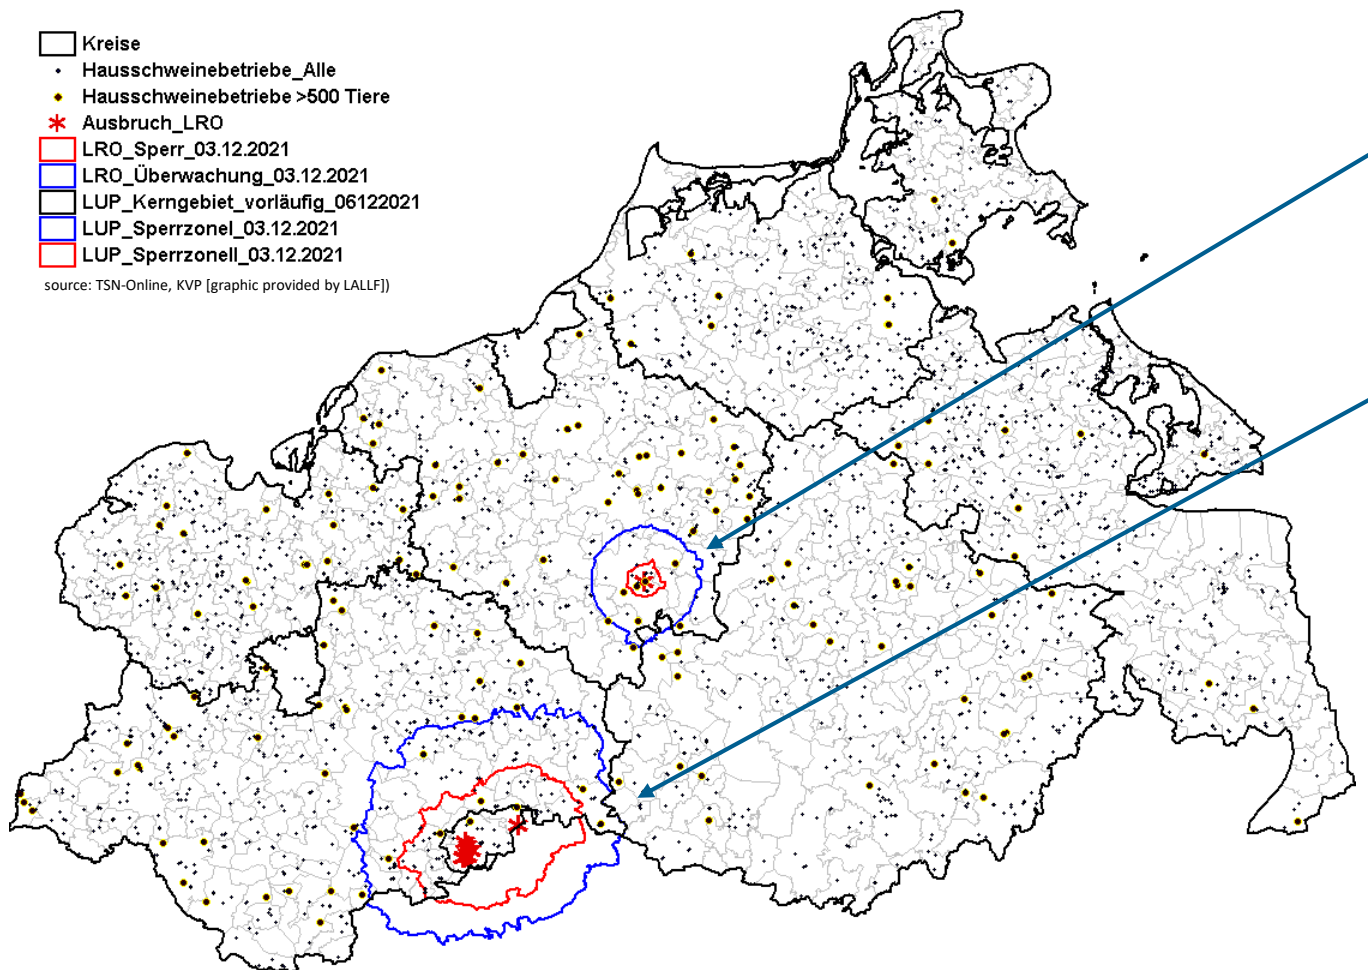 Kreise
Hausschweinebetriebe_Alle
Hausschweinebetriebe >500 Tiere
Ausbruch_LRO
LRO_Sperr_03.12.2021
LRO_Überwachung_03.12.2021
LUP_Kerngebiet_vorläufig_06122021
LUP_SperrzoneI_03.12.2021
LUP_SperrzoneII_03.12.2021
source: TSN-Online, KVP [graphic provided by LALLF])